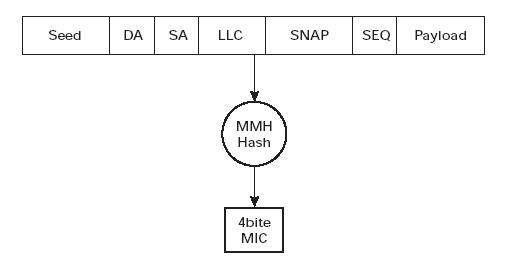 Seed DA SA LLC SNAP SEQ Payload
MMH
Hash
4bite
MIC